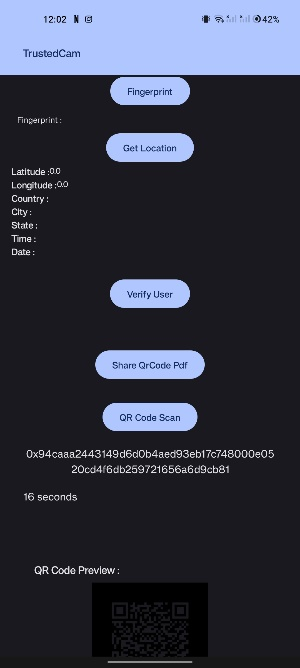 12:02
42%
TrustedCam
Fingerprint
Fingerprint :
Get Location
Latitude :0.0
Longitude :0.0
Country :
City :
State :
Time :
Date :
Verify User
Share QrCode Pdf
QR Code Scan
0x94caaa2443149d6d0b4aed93eb17c748000e05
20cd4f6db259721656a6d9cb81
16 seconds
QR Code Preview :